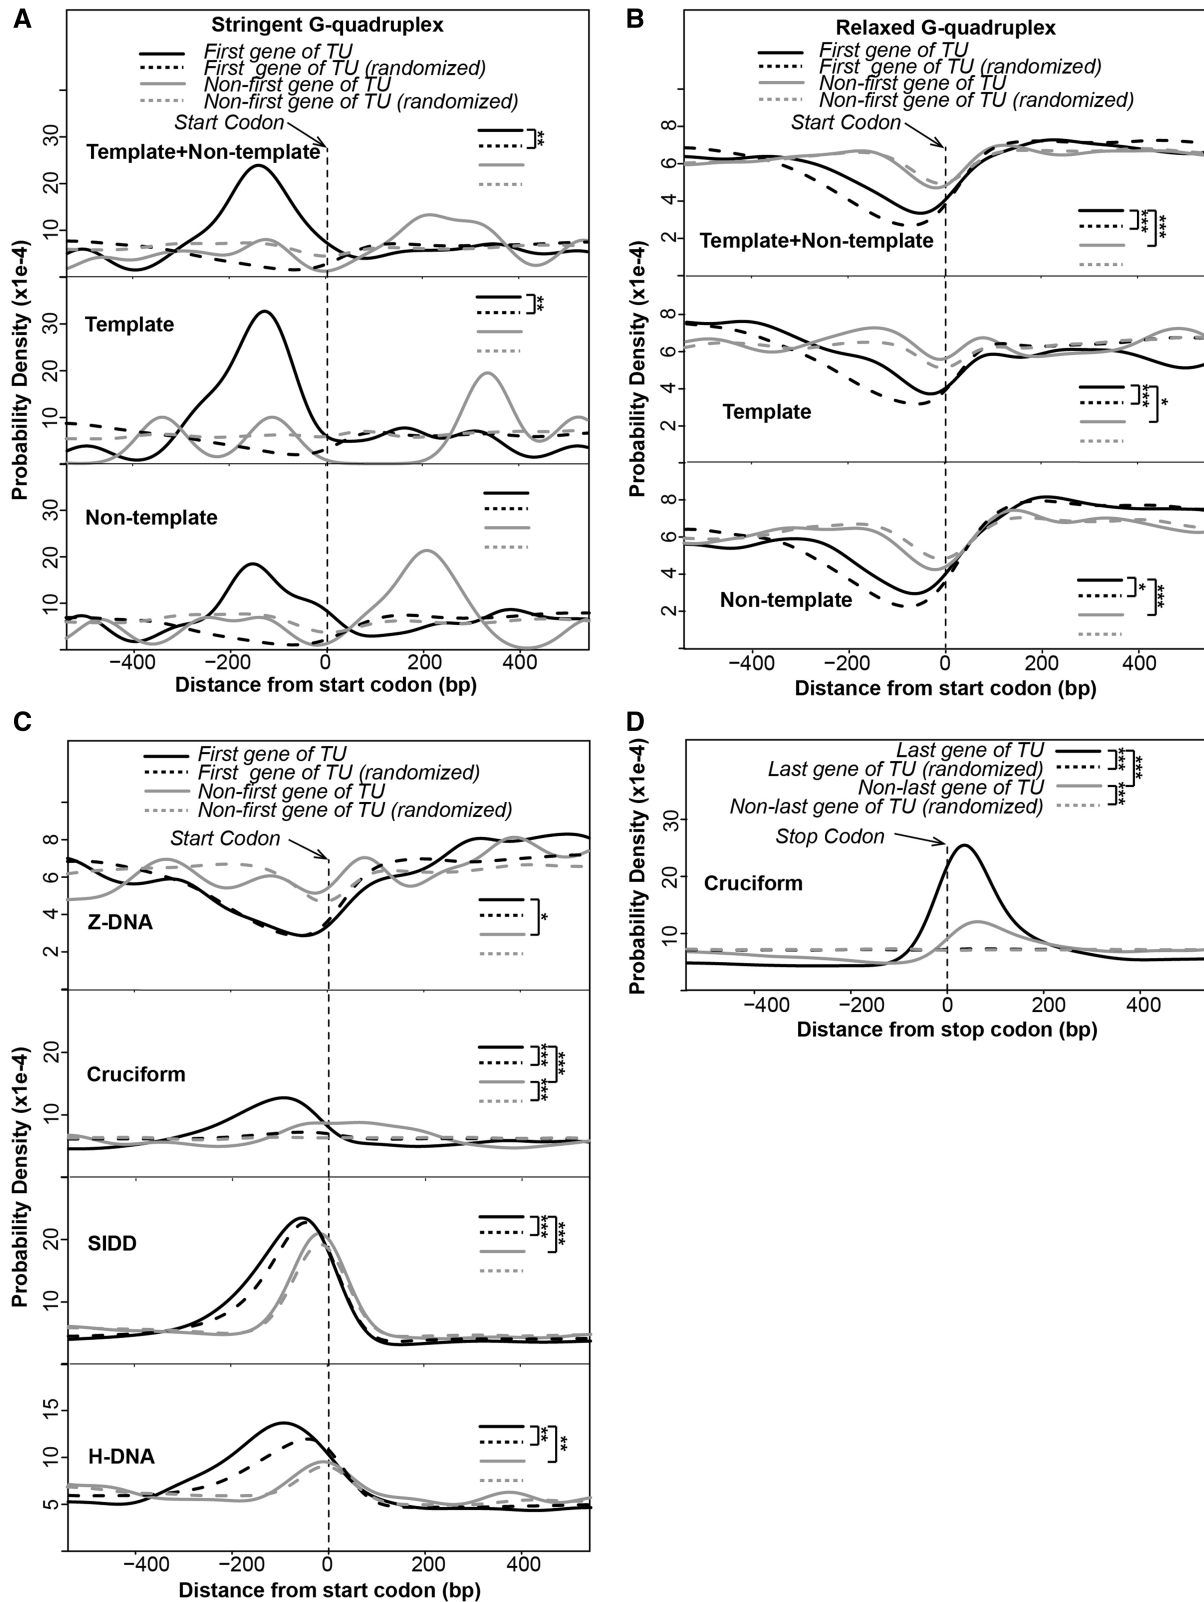 A
Stringent G-quadruplex
First gene of TU
First gene of TU (randomized)
Non-first gene of TU
Non-first gene of TU (randomized)
Start Codon
Template+Non-template
**
30
20
10
Template
**
30
10
Non-template
30
20
10
Probability Density (x1e-4)
−400 −200 0 200 400
Distance from start codon (bp)
B
Relaxed G-quadruplex
First gene of TU
First gene of TU (randomized)
Non-first gene of TU
Non-first gene of TU (randomized)
Start Codon
8
6
4
2
Template+Non-template
*** ***
8
6
4
2
Template
*** *
8
6
4
2
Non-template
* ***
Probability Density (x1e-4)
−400 −200 0 200 400
Distance from start codon (bp)
C
First gene of TU
First gene of TU (randomized)
Non-first gene of TU
Non-first gene of TU (randomized)
Start Codon
8
6
4
2
Z-DNA
*
20
10
Cruciform
*** ***
***
20
10
SIDD
*** ***
15
10
5
H-DNA
** **
Probability Density (x1e-4)
−400 −200 0 200 400
Distance from start codon (bp)
D
Last gene of TU
Last gene of TU (randomized)
Non-last gene of TU
Non-last gene of TU (randomized)
*** ***
***
Stop Codon
Cruciform
30
20
10
Probability Density (x1e-4)
−400 −200 0 200 400
Distance from stop codon (bp)